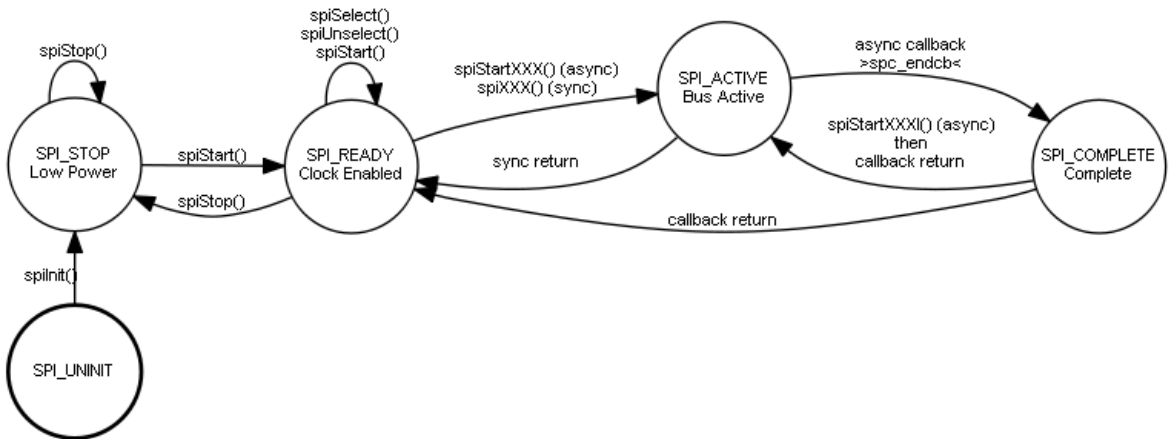 spiStop()
SPI_STOP
Low Power
spiStart()
spiStop()
spiInit()
SPI_UNINIT
spiSelect()
spiUnselect()
spiStart()
SPI_READY
Clock Enabled
spiStartXXX() (async)
spiXXX() (sync)
sync return
SPI_ACTIVE
Bus Active
async callback
>spc_endcb<
spiStartXXXI() (async)
then
callback return
callback return
SPI_COMPLETE
Complete